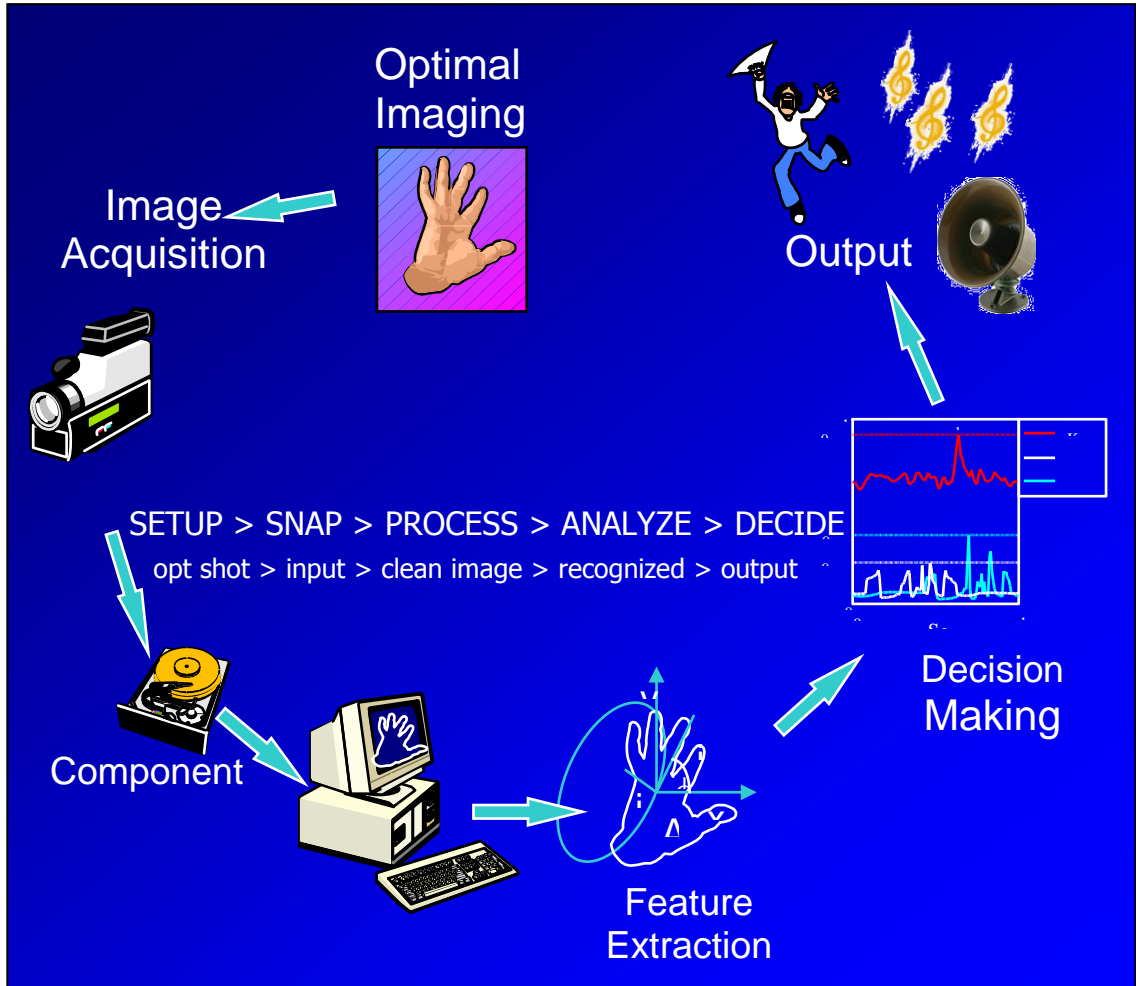 Optimal
Imaging
Image
Acquisition
Output
SETUP > SNAP > PROCESS > ANALYZE > DECIDE
opt shot > input > clean image > recognized > output
Component
Decision
Making
Feature
Extraction